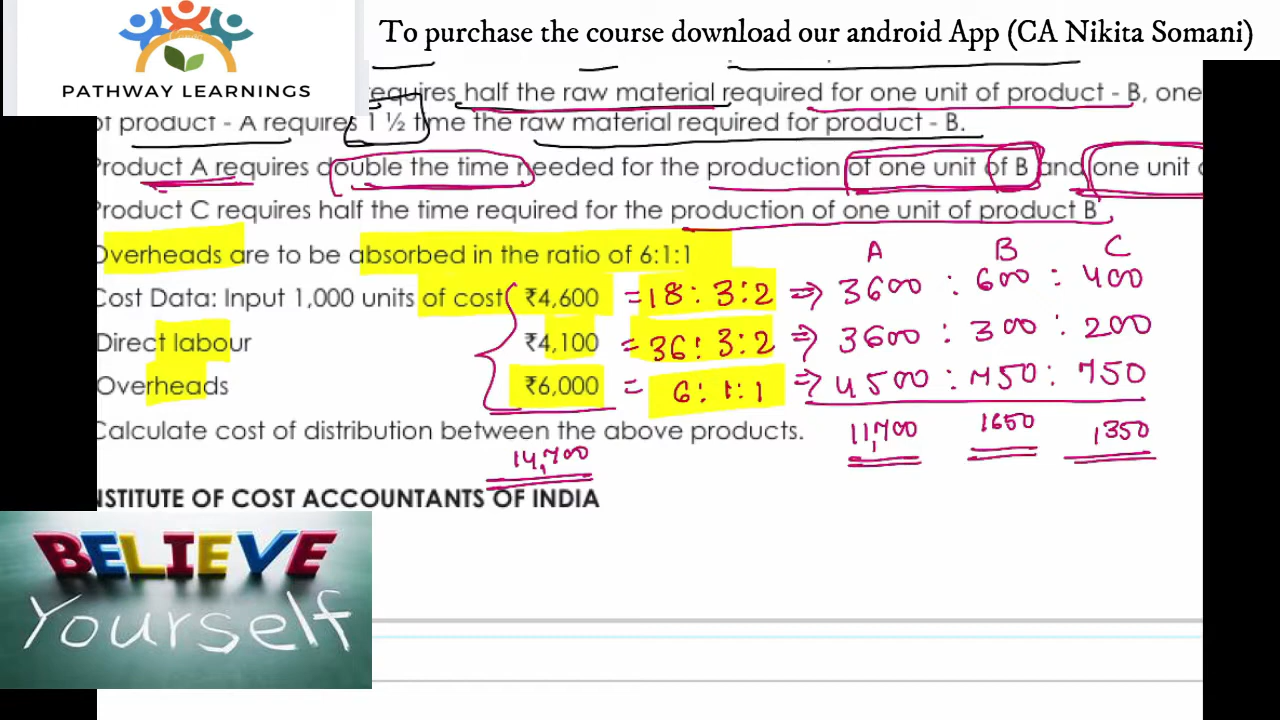 To purchase the course download our android App (CA Nikita Somani)
PATHWAY LEARNINGS
requires half the raw material required for one unit of product - B, one
of product - A requires 1 ½ time the raw material required for product - B.
Product A requires double the time needed for the production of one unit of B and one unit
Product C requires half the time required for the production of one unit of product B
Overheads are to be absorbed in the ratio of 6:1:1
A B C
Cost Data: Input 1,000 units of cost ₹4,600 = 18 : 3 : 2 => 3600 : 600 : 400
Direct labour ₹4,100 = 36 : 3 : 2 => 3600 : 300 : 200
Overheads ₹6,000 = 6 : 1 : 1 => 4500 : 750 : 750
Calculate cost of distribution between the above products. 11,700 1650 1350
14,700
NSTITUTE OF COST ACCOUNTANTS OF INDIA
BELIEVE
Yourself